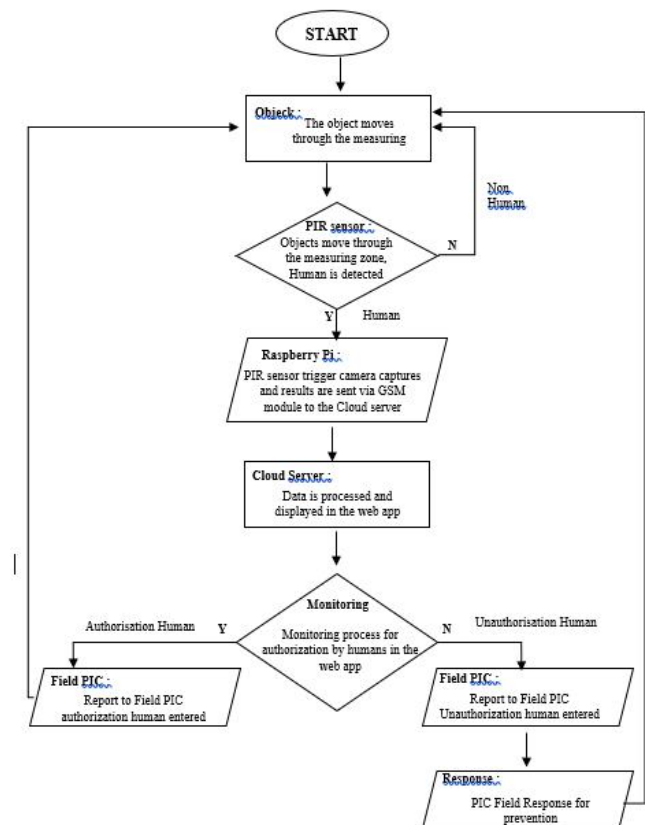 START
Objeck :
The object moves
through the measuring
Non
Human
PIR sensor :
Objects move through
the measuring zone,
Human is detected
N
Y
Human
Raspberry Pi :
PIR sensor trigger camera captures
and results are sent via GSM
module to the Cloud server
Cloud Server :
Data is processed and
displayed in the web app
Monitoring
Monitoring process for
authorization by humans in the
web app
Authorisation Human
Y
N
Unauthorisation Human
Field PIC :
Report to Field PIC
authorization human entered
Field PIC :
Report to Field PIC
Unauthorization human entered
Response :
PIC Field Response for
prevention